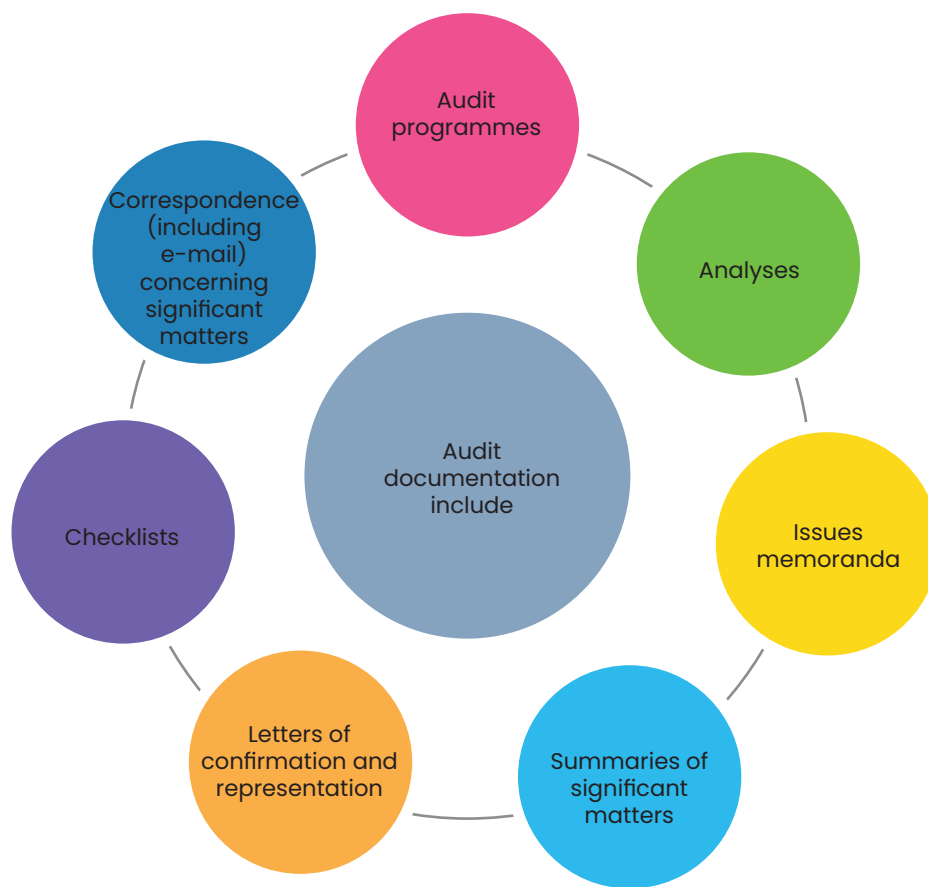 Audit
programmes
Analyses
Issues
memoranda
Summaries of
significant
matters
Letters of
confirmation and
representation
Checklists
Correspondence
(including
e-mail)
concerning
significant
matters
Audit
documentation
include